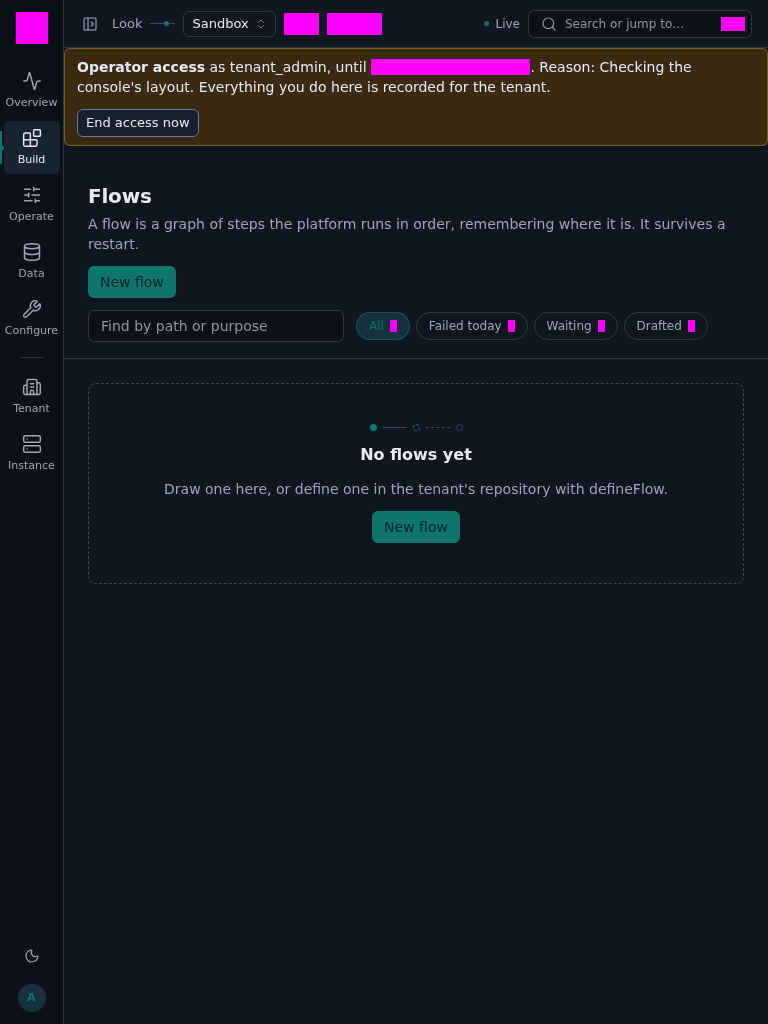 Look
Sandbox
Live
Search or jump to…
Overview
Build
Operate
Data
Configure
Tenant
Instance
A
Operator access as tenant_admin, until . Reason: Checking the
console's layout. Everything you do here is recorded for the tenant.
End access now
Flows
A flow is a graph of steps the platform runs in order, remembering where it is. It survives a
restart.
New flow
Find by path or purpose
All
Failed today
Waiting
Drafted
No flows yet
Draw one here, or define one in the tenant's repository with defineFlow.
New flow